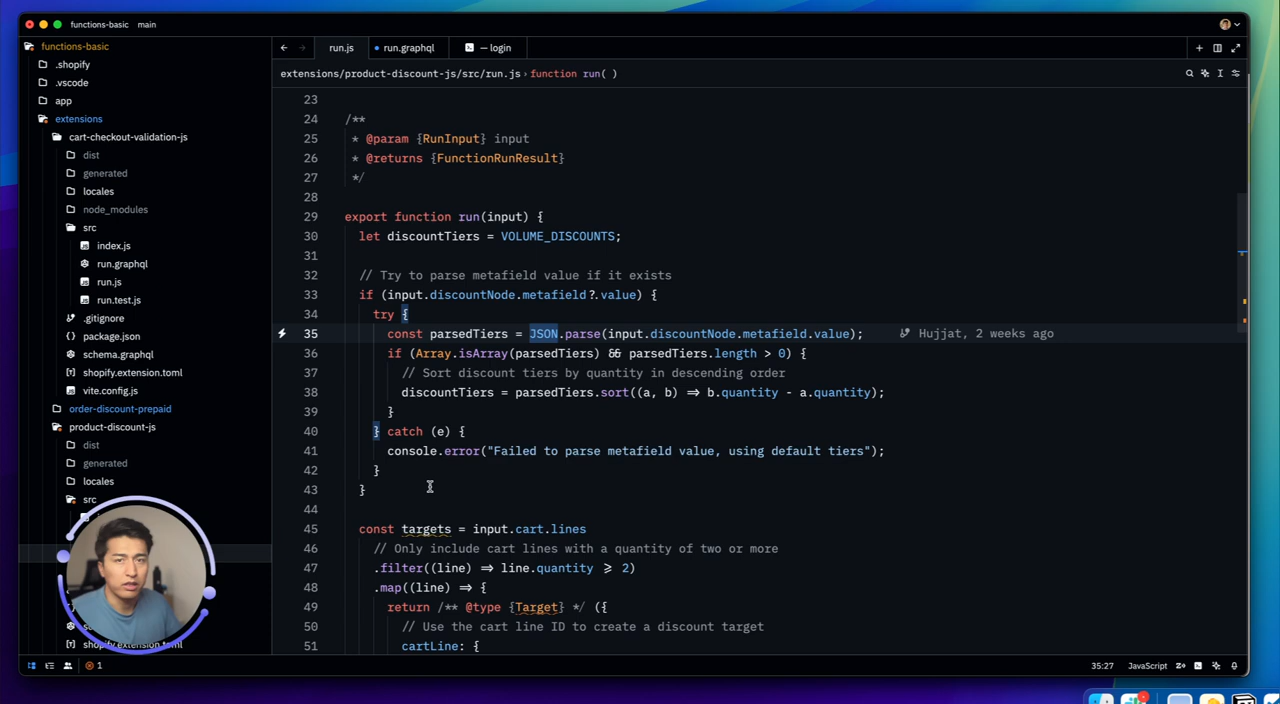 functions-basic main
functions-basic
.shopify
.vscode
app
extensions
cart-checkout-validation-js
dist
generated
locales
node_modules
src
index.js
run.graphql
run.js
run.test.js
.gitignore
package.json
schema.graphql
shopify.extension.toml
vite.config.js
order-discount-prepaid
product-discount-js
dist
generated
locales
src
shopify.extension.toml
run.js
run.graphql
— login
extensions/product-discount-js/src/run.js › function run( )
23
24 /**
25 * @param {RunInput} input
26 * @returns {FunctionRunResult}
27 */
28
29 export function run(input) {
30 let discountTiers = VOLUME_DISCOUNTS;
31
32 // Try to parse metafield value if it exists
33 if (input.discountNode.metafield?.value) {
34 try {
35 const parsedTiers = JSON.parse(input.discountNode.metafield.value); Hujjat, 2 weeks ago
36 if (Array.isArray(parsedTiers) && parsedTiers.length > 0) {
37 // Sort discount tiers by quantity in descending order
38 discountTiers = parsedTiers.sort((a, b) => b.quantity - a.quantity);
39 }
40 } catch (e) {
41 console.error("Failed to parse metafield value, using default tiers");
42 }
43 }
44
45 const targets = input.cart.lines
46 // Only include cart lines with a quantity of two or more
47 .filter((line) => line.quantity >= 2)
48 .map((line) => {
49 return /** @type {Target} */ ({
50 // Use the cart line ID to create a discount target
51 cartLine: {
1
35:27 JavaScript